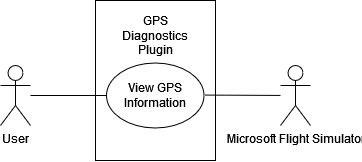 GPS
Diagnostics
Plugin
View GPS
Information
User
Microsoft Flight Simulator